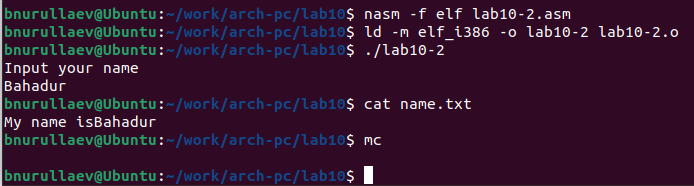 bnurullaev@Ubuntu:~/work/arch-pc/lab10$ nasm -f elf lab10-2.asm
bnurullaev@Ubuntu:~/work/arch-pc/lab10$ ld -m elf_i386 -o lab10-2 lab10-2.o
bnurullaev@Ubuntu:~/work/arch-pc/lab10$ ./lab10-2
Input your name
Bahadur
bnurullaev@Ubuntu:~/work/arch-pc/lab10$ cat name.txt
My name isBahadur
bnurullaev@Ubuntu:~/work/arch-pc/lab10$ mc
bnurullaev@Ubuntu:~/work/arch-pc/lab10$